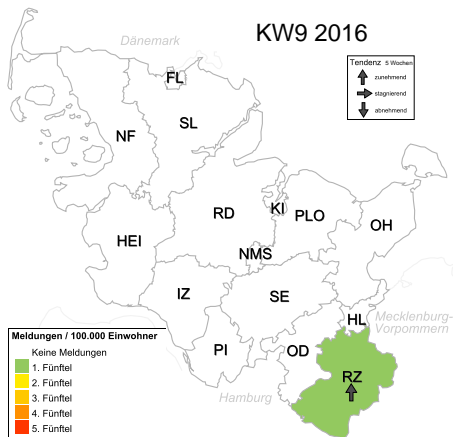 KW9 2016
Dänemark
Tendenz 5 Wochen
zunehmend
stagnierend
abnehmend
FL
SL
NF
RD
KI
PLO
OH
HEI
NMS
IZ
SE
HL
Mecklenburg-
Vorpommern
PI
OD
RZ
Hamburg
Meldungen / 100.000 Einwohner
Keine Meldungen
1. Fünftel
2. Fünftel
3. Fünftel
4. Fünftel
5. Fünftel